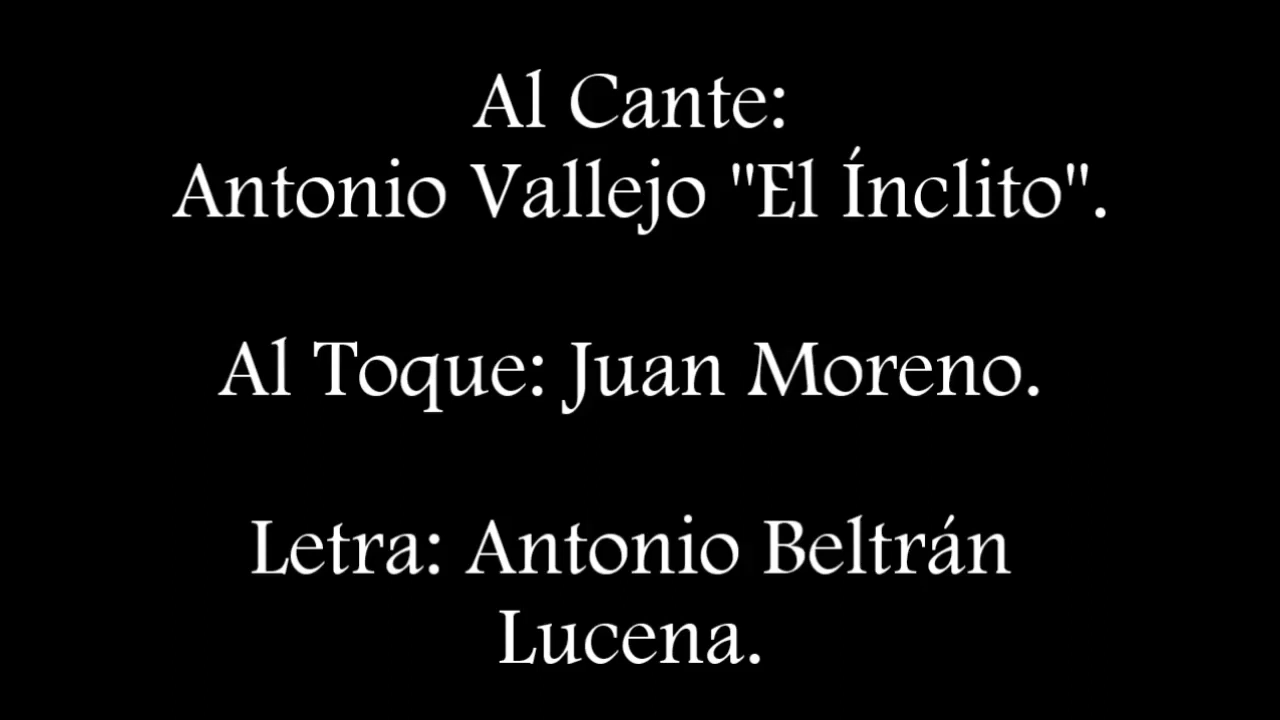 Al Cante:
Antonio Vallejo "El Ínclito".
Al Toque: Juan Moreno.
Letra: Antonio Beltrán
Lucena.